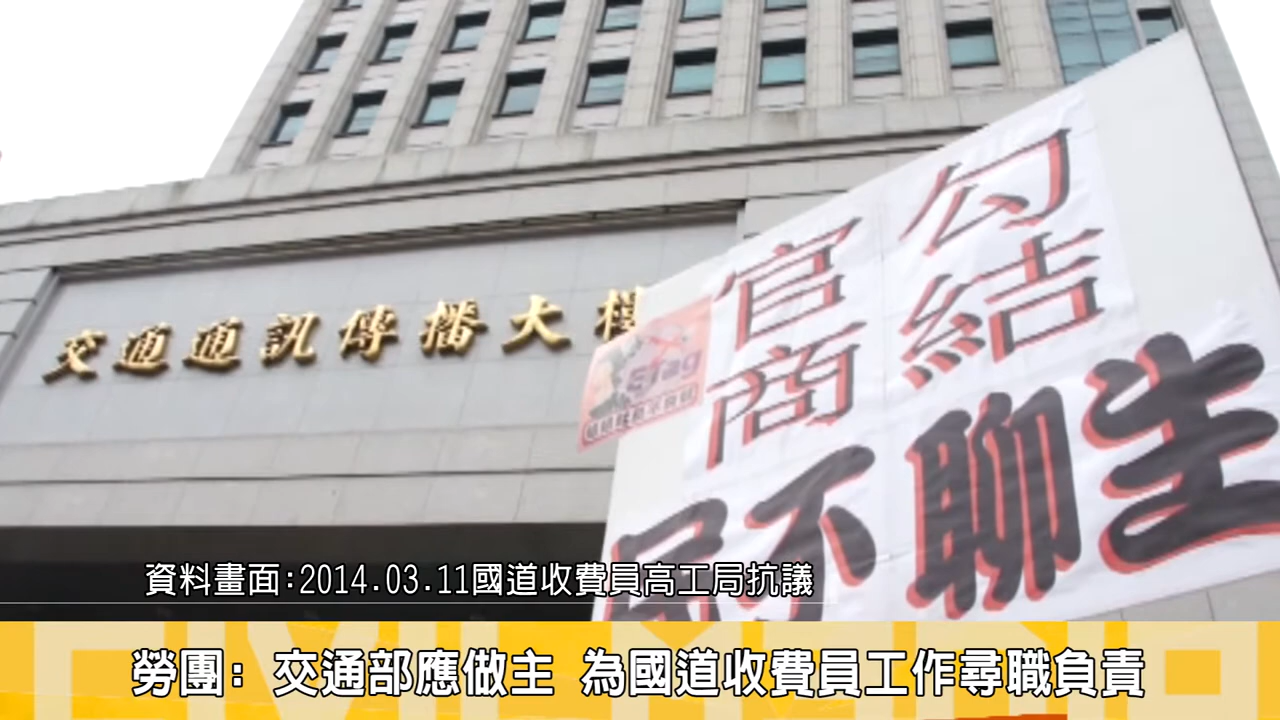 交通通訊傳播大樓
官商
勾結
民不聊生
eTag
資料畫面:2014.03.11國道收費員高工局抗議
勞團: 交通部應做主 為國道收費員工作尋職負責